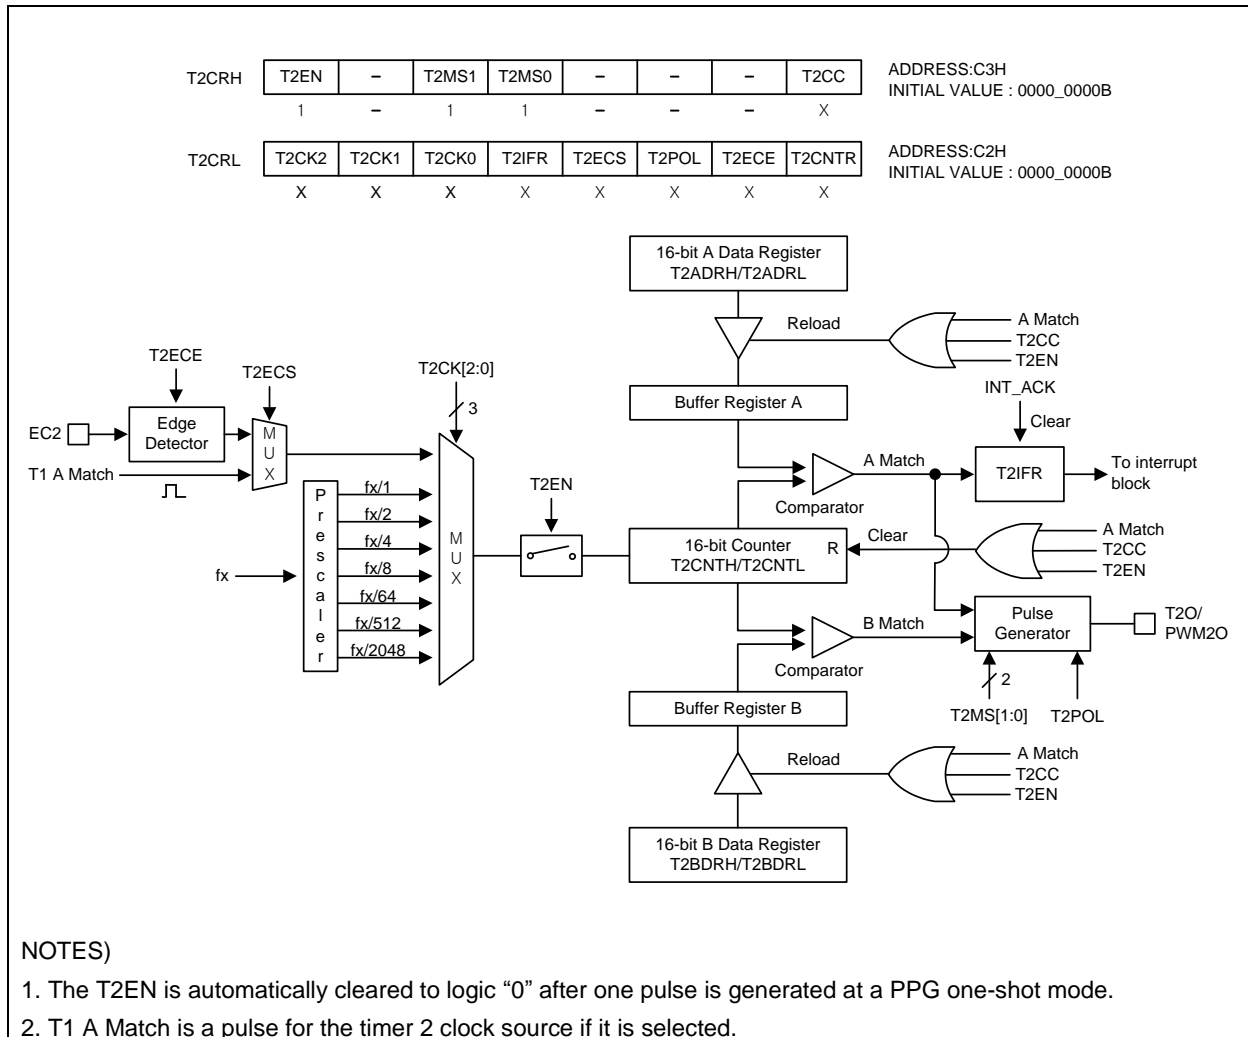 T2CRH T2EN – T2MS1 T2MS0 – – – T2CC ADDRESS:C3H
INITIAL VALUE : 0000_0000B
1 – 1 1 – – – X
T2CRL T2CK2 T2CK1 T2CK0 T2IFR T2ECS T2POL T2ECE T2CNTR ADDRESS:C2H
INITIAL VALUE : 0000_0000B
X X X X X X X X
16-bit A Data Register
T2ADRH/T2ADRL
Reload
A Match
T2CC
T2EN
T2ECE
T2ECS
T2CK[2:0]
3
Buffer Register A
INT_ACK
Clear
EC2
Edge
Detector
MUX
T1 A Match
A Match
T2IFR
To interrupt
block
Comparator
T2EN
fx
Prescaler
fx/1
fx/2
fx/4
fx/8
fx/64
fx/512
fx/2048
MUX
16-bit Counter
T2CNTH/T2CNTL
R
Clear
A Match
T2CC
T2EN
B Match
Comparator
Pulse
Generator
T2O/
PWM2O
2
T2MS[1:0]
T2POL
Buffer Register B
Reload
A Match
T2CC
T2EN
16-bit B Data Register
T2BDRH/T2BDRL
NOTES)
1. The T2EN is automatically cleared to logic “0” after one pulse is generated at a PPG one-shot mode.
2. T1 A Match is a pulse for the timer 2 clock source if it is selected.